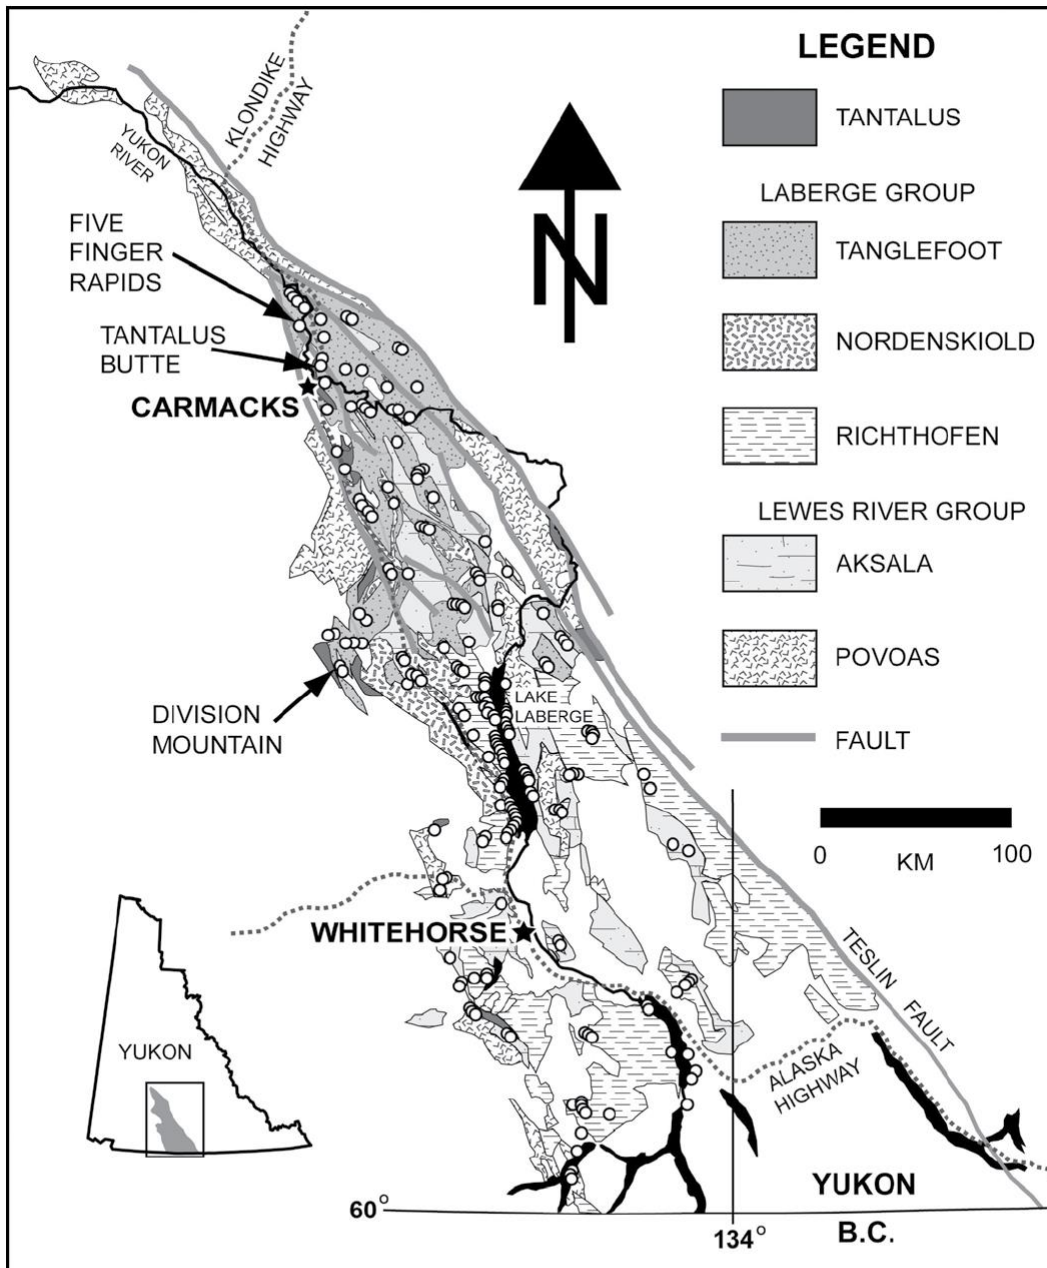 LEGEND
TANTALUS
LABERGE GROUP
TANGLEFOOT
NORDENSKIOLD
RICHTHOFEN
LEWES RIVER GROUP
AKSALA
POVOAS
FAULT
0
100
KM
KLONDIKE
HIGHWAY
YUKON
RIVER
N
FIVE
FINGER
RAPIDS
TANTALUS
BUTTE
CARMACKS
LAKE
LABERGE
DIVISION
MOUNTAIN
WHITEHORSE
TESLIN FAULT
ALASKA
HIGHWAY
YUKON
YUKON
60°
134°
B.C.